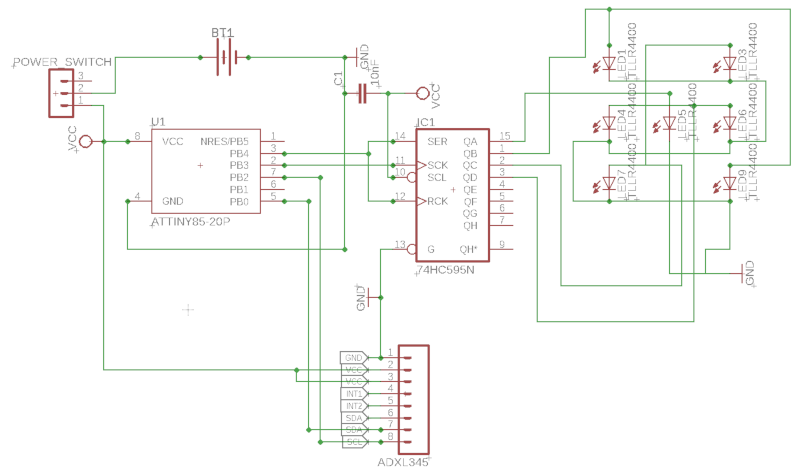 BT1
POWER_SWITCH
3
2
1
GND
C1
10nF
VCC
VCC
U1
8 VCC NRES/PB5 1
PB4 3
PB3 2
PB2 7
PB1 6
4 GND PB0 5
ATTINY85-20P
IC1
14 SER QA 15
QB 1
11 SCK QC 2
10 SCL QD 3
QE 4
12 RCK QF 5
QG 6
QH 7
13 G QH* 9
74HC595N
LED1
TLLR4400
LED3
TLLR4400
LED4
TLLR4400
LED5
TLLR4400
LED6
TLLR4400
LED7
TLLR4400
LED9
TLLR4400
GND
GND
GND 1
VCC 2
VCC 3
INT1 4
INT2 5
SDA 6
SDA 7
SCL 8
ADXL345